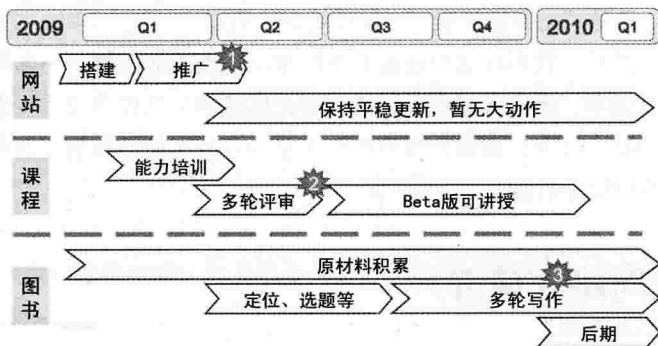 2009 Q1 Q2 Q3 Q4 2010 Q1
网站
搭建 推广 1
保持平稳更新，暂无大动作
课程
能力培训
多轮评审 2 Beta版可讲授
图书
原材料积累
定位、选题等 3 多轮写作
后期